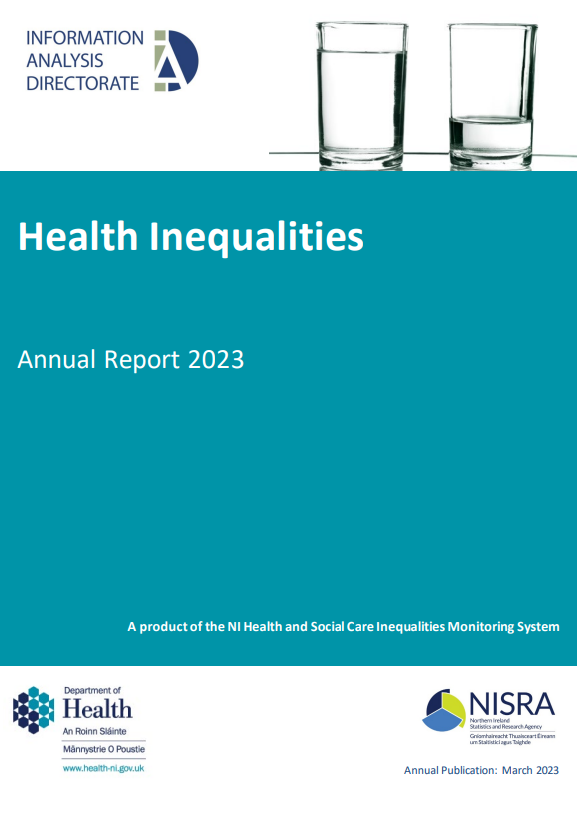 INFORMATION
ANALYSIS
DIRECTORATE
Health Inequalities
Annual Report 2023
A product of the NI Health and Social Care Inequalities Monitoring System
Department of
Health
An Roinn Sláinte
Männystrie O Poustie
www.health-ni.gov.uk
NISRA
Northern Ireland
Statistics and Research Agency
Gníomhaireacht Thuaisceart Éireann
um Staitisticí agus Taighde
Annual Publication: March 2023